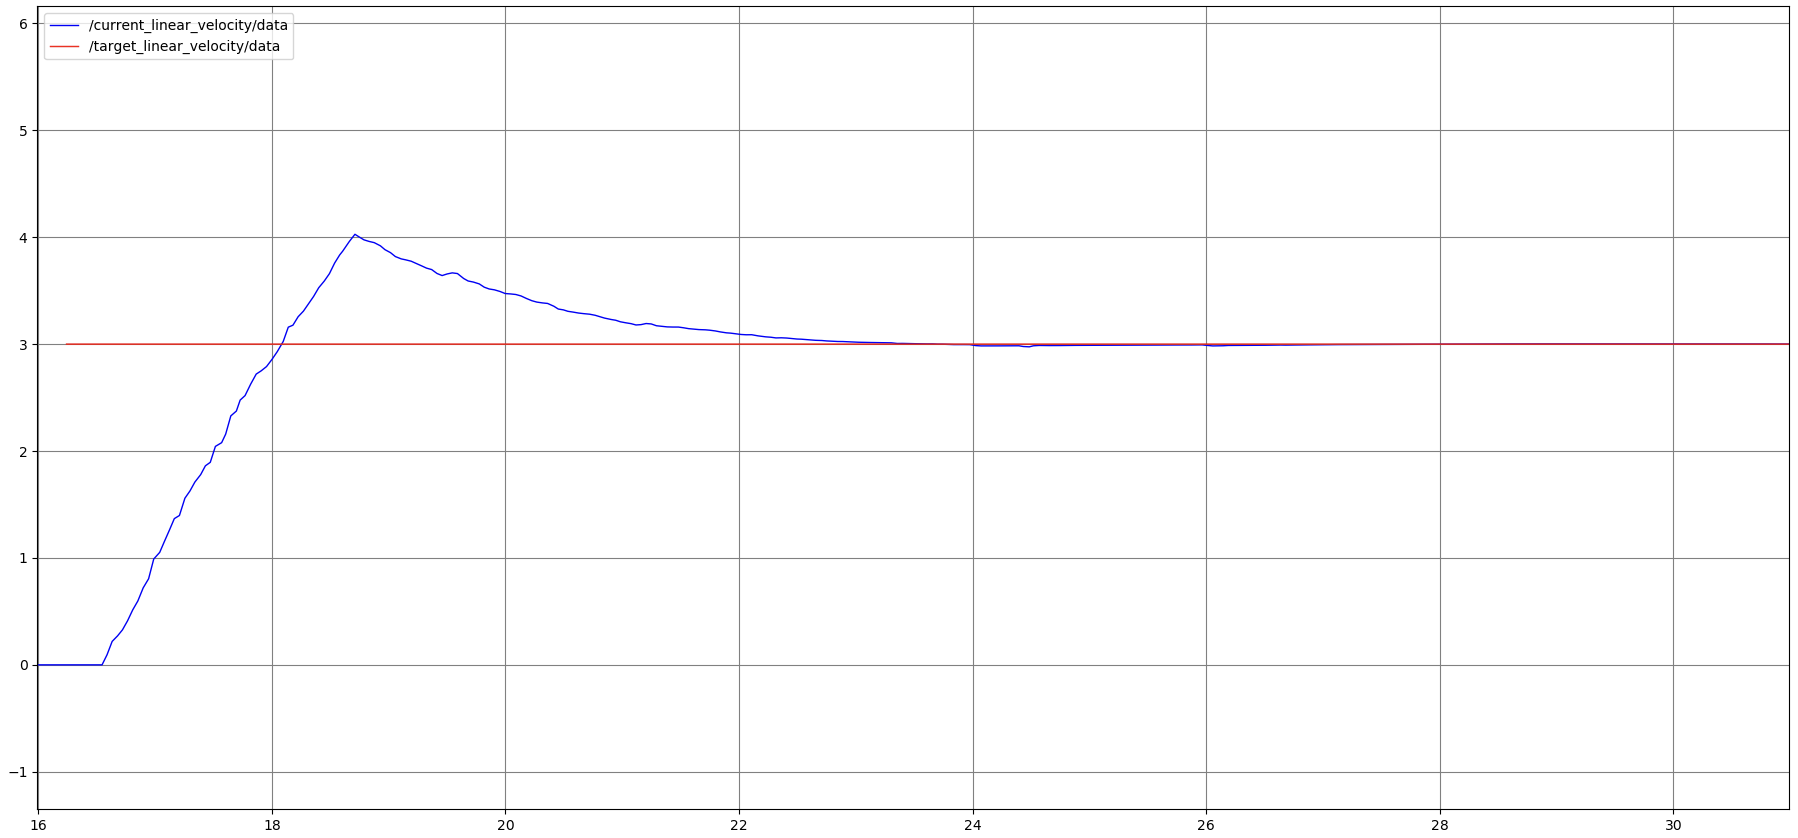 /current_linear_velocity/data
/target_linear_velocity/data
6
5
4
3
2
1
0
−1
16 18 20 22 24 26 28 30